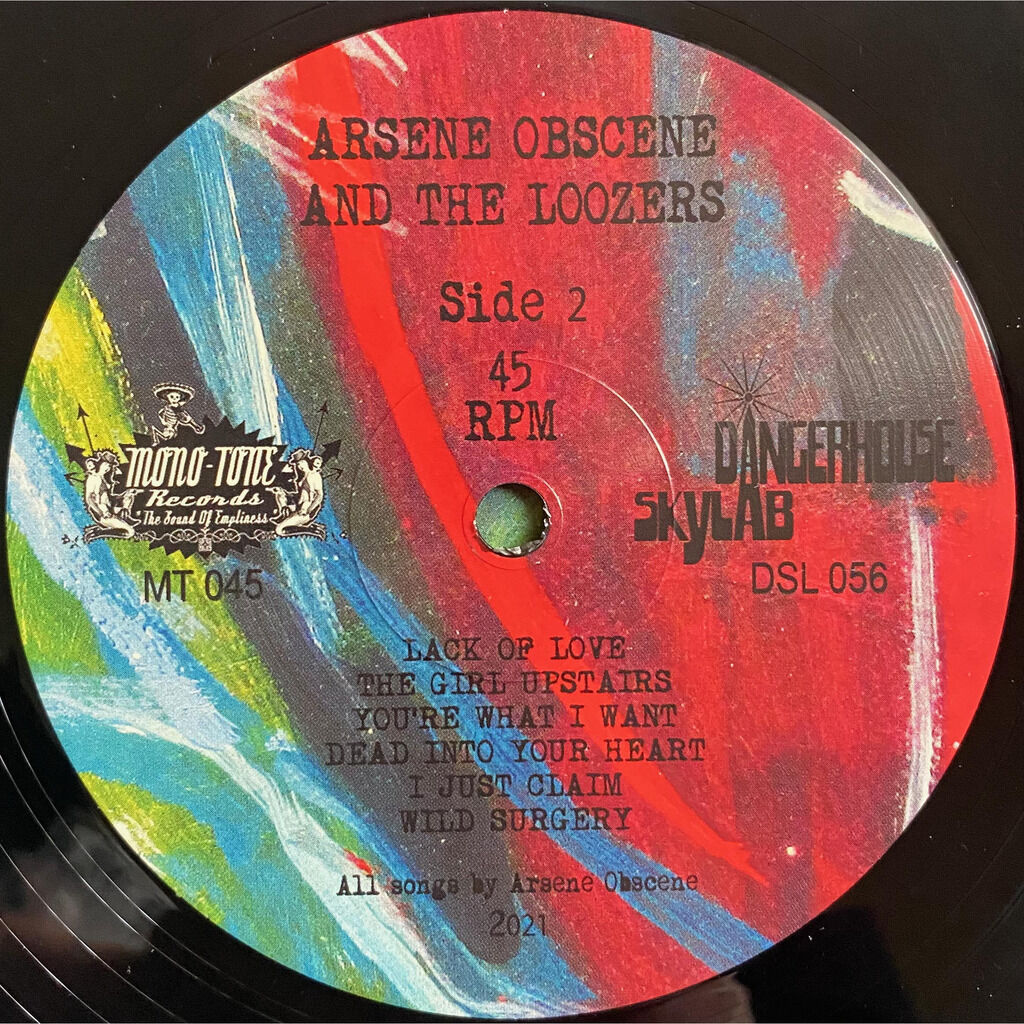 ARSENE OBSCENE
AND THE LOOZERS
Side 2
45
RPM
MONO-TONE
Records
The Sound Of Emptiness
MT 045
DANGERHOUSE
SKYLAB
DSL 056
LACK OF LOVE
THE GIRL UPSTAIRS
YOU'RE WHAT I WANT
DEAD INTO YOUR HEART
I JUST CLAIM
WILD SURGERY
All songs by Arsene Obscene
2021